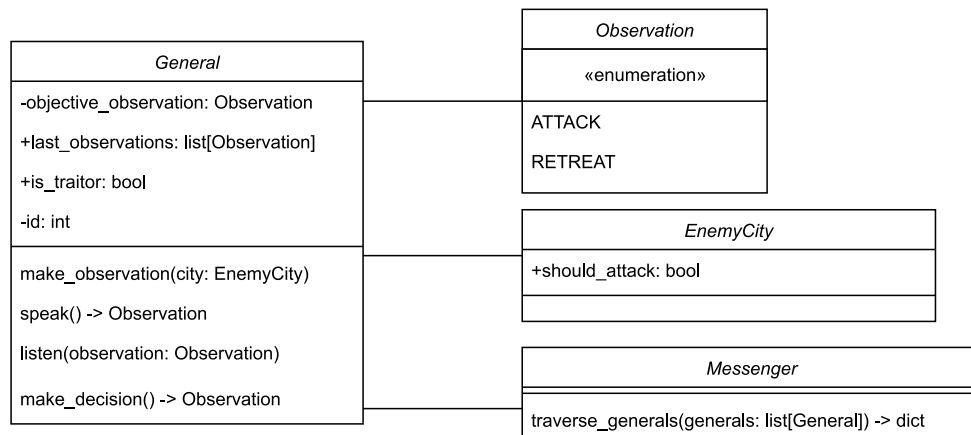 General
-objective_observation: Observation
+last_observations: list[Observation]
+is_traitor: bool
-id: int
make_observation(city: EnemyCity)
speak() -> Observation
listen(observation: Observation)
make_decision() -> Observation
Observation
«enumeration»
ATTACK
RETREAT
EnemyCity
+should_attack: bool
Messenger
traverse_generals(generals: list[General]) -> dict